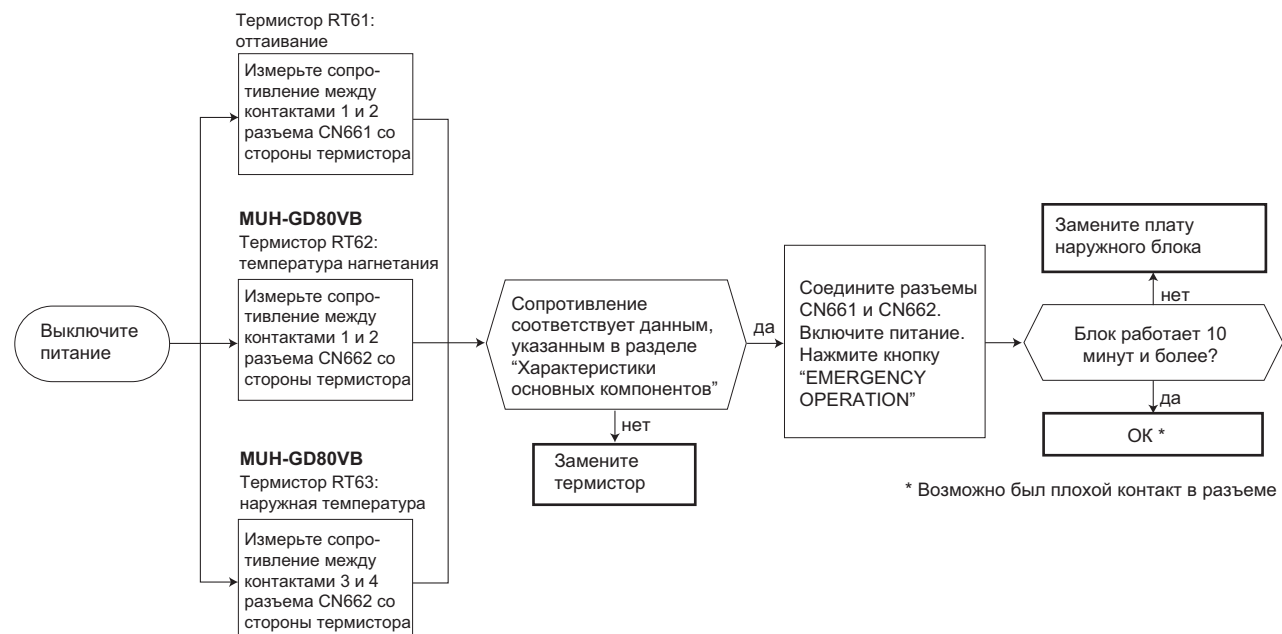 Термистор RT61:
оттаивание
Измерьте сопро-
тивление между
контактами 1 и 2
разъема CN661 со
стороны термистора
MUH-GD80VB
Термистор RT62:
температура нагнетания
Измерьте сопро-
тивление между
контактами 1 и 2
разъема CN662 со
стороны термистора
MUH-GD80VB
Термистор RT63:
наружная температура
Измерьте сопро-
тивление между
контактами 3 и 4
разъема CN662 со
стороны термистора
Выключите
питание
Сопротивление
соответствует данным,
указанным в разделе
“Характеристики
основных компонентов”
да
нет
Замените
термистор
Соедините разъемы
CN661 и CN662.
Включите питание.
Нажмите кнопку
“EMERGENCY
OPERATION”
Замените плату
наружного блока
нет
Блок работает 10
минут и более?
да
ОК *
* Возможно был плохой контакт в разъеме